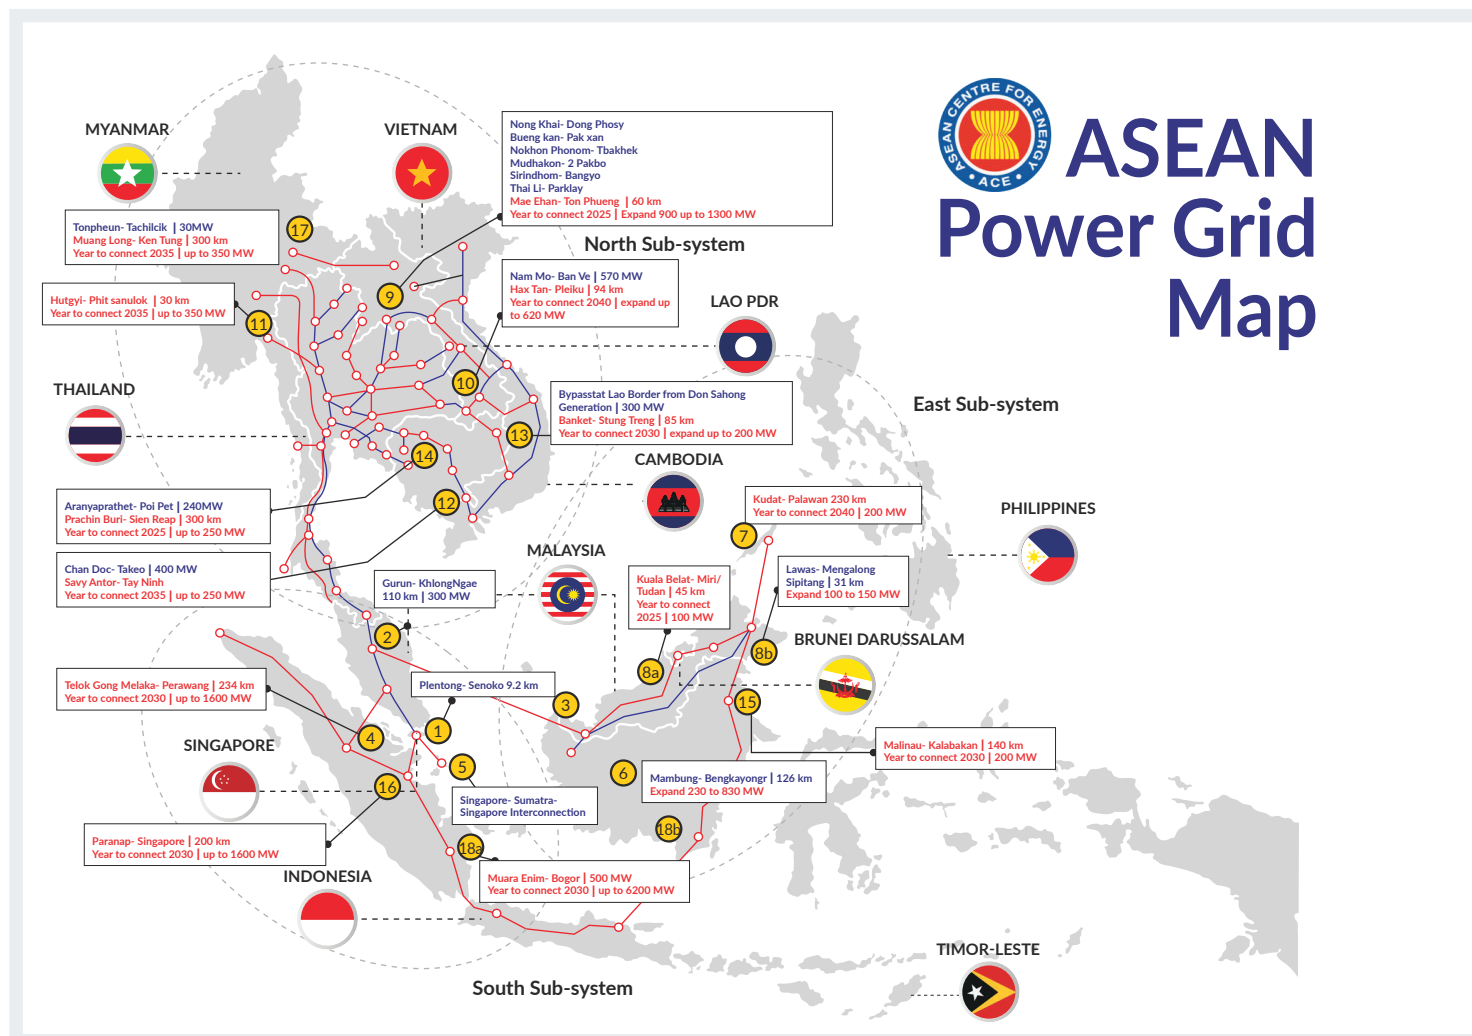 ASEAN CENTRE FOR ENERGY
• ACE •
ASEAN
Power Grid
Map
MYANMAR
VIETNAM
Nong Khai- Dong Phosy
Bueng kan- Pak xan
Nokhon Phonom- Tbakhek
Mudhakon- 2 Pakbo
Sirindhom- Bangyo
Thai Li- Parklay
Mae Ehan- Ton Phueng | 60 km
Year to connect 2025 | Expand 900 up to 1300 MW
Tonpheun- Tachilcik | 30MW
Muang Long- Ken Tung | 300 km
Year to connect 2035 | up to 350 MW
17
North Sub-system
Nam Mo- Ban Ve | 570 MW
Hax Tan- Pleiku | 94 km
Year to connect 2040 | expand up
to 620 MW
Hutgyi- Phit sanulok | 30 km
Year to connect 2035 | up to 350 MW
9
11
LAO PDR
THAILAND
10
Bypasstat Lao Border from Don Sahong
Generation | 300 MW
Banket- Stung Treng | 85 km
Year to connect 2030 | expand up to 200 MW
East Sub-system
13
14
CAMBODIA
12
Aranyaprathet- Poi Pet | 240MW
Prachin Buri- Sien Reap | 300 km
Year to connect 2025 | up to 250 MW
Kudat- Palawan 230 km
Year to connect 2040 | 200 MW
PHILIPPINES
7
Chan Doc- Takeo | 400 MW
Savy Antor- Tay Ninh
Year to connect 2035 | up to 250 MW
MALAYSIA
Gurun- KhlongNgae
110 km | 300 MW
Kuala Belat- Miri/
Tudan | 45 km
Year to connect
2025 | 100 MW
Lawas- Mengalong
Sipitang | 31 km
Expand 100 to 150 MW
2
8a
8b
BRUNEI DARUSSALAM
Telok Gong Melaka- Perawang | 234 km
Year to connect 2030 | up to 1600 MW
Plentong- Senoko 9.2 km
3
15
4
1
SINGAPORE
5
6
Malinau- Kalabakan | 140 km
Year to connect 2030 | 200 MW
16
Mambung- Bengkayongr | 126 km
Expand 230 to 830 MW
Singapore- Sumatra-
Singapore Interconnection
18b
Paranap- Singapore | 200 km
Year to connect 2030 | up to 1600 MW
18a
INDONESIA
Muara Enim- Bogor | 500 MW
Year to connect 2030 | up to 6200 MW
TIMOR-LESTE
South Sub-system